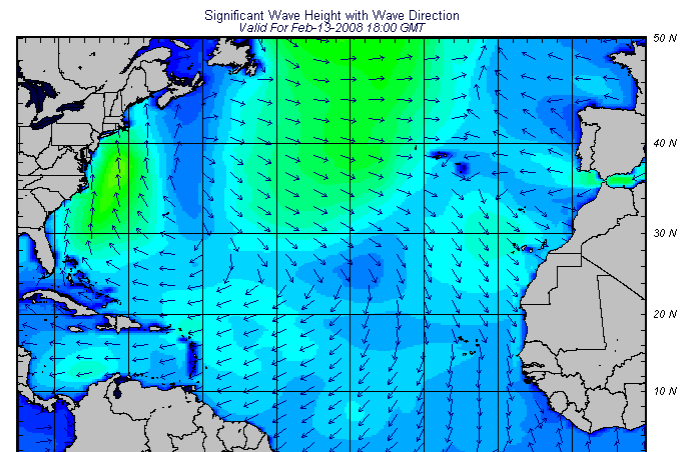 Significant Wave Height with Wave Direction
Valid For Feb-13-2008 18:00 GMT
50 N
40 N
30 N
20 N
10 N